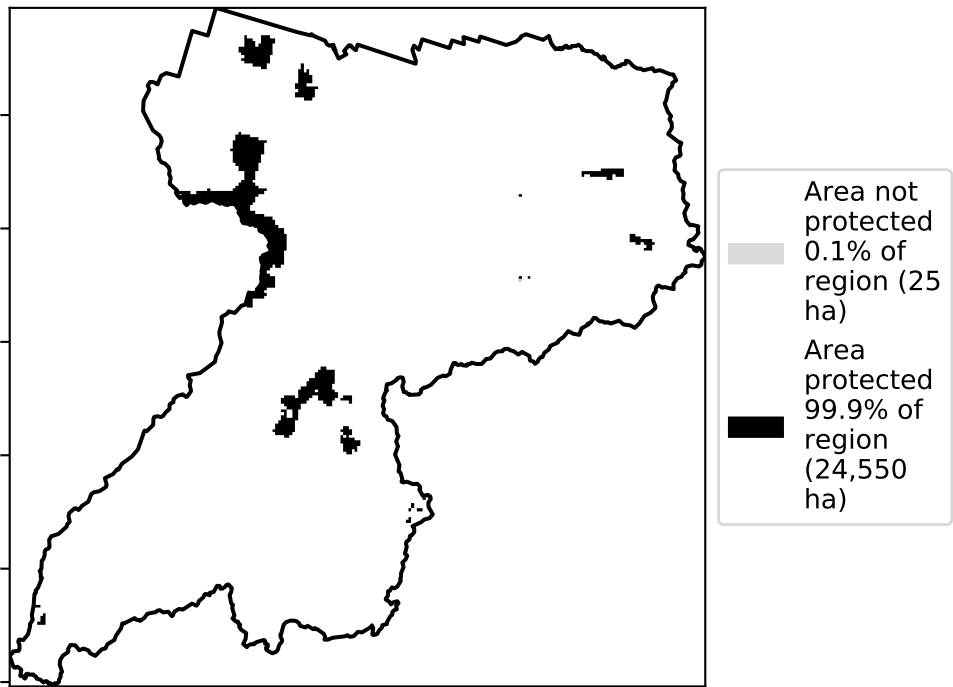 Area not
protected
0.1% of
region (25
ha)
Area
protected
99.9% of
region
(24,550
ha)